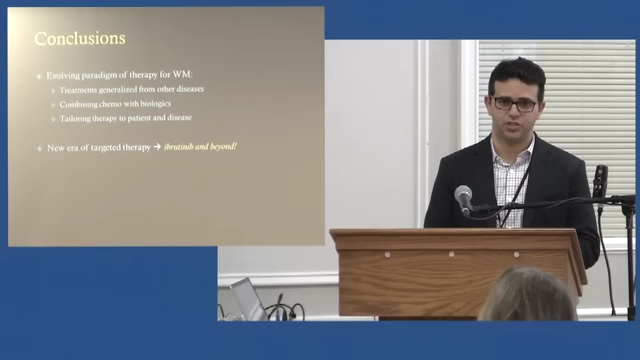 Conclusions
Evolving paradigm of therapy for WM:
Treatments generalized from other diseases
Combining chemo with biologics
Tailoring therapy to patient and disease
New era of targeted therapy → ibrutinib and beyond!